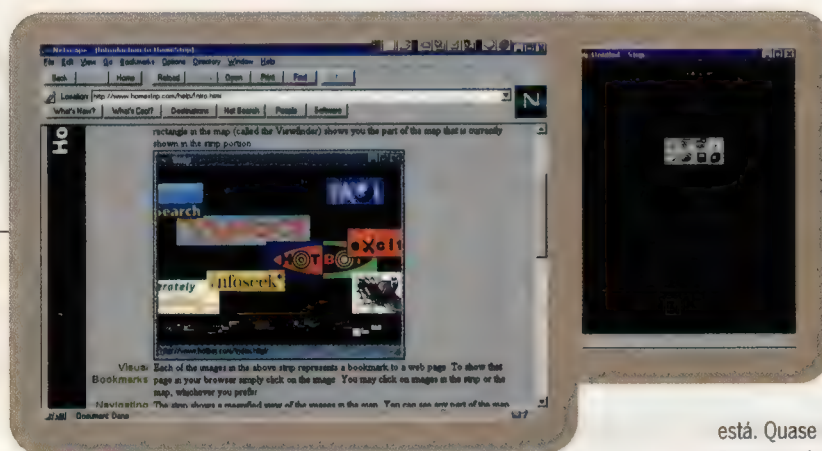 Netscape - [Introduction to HomeStrip]
File Edit View Go Bookmarks Options Directory Window Help
Back Home Reload Open Print Find
Location: http://www.homestrip.com/help/intro.html
What's New? What's Cool? Destinations Net Search People Software
N
Ho
rectangle in the map (called the Viewfinder) shows you the part of the map that is currently
shown in the strip portion
search
excit
HOTBOT
infoseek
Visual Each of the images in the above strip represents a bookmark to a web page. To show that
Bookmarks page in your browser simply click on the image. You may click on images in the strip or the
map, whichever you prefer
Navigating The strip shows a magnified view of the images in the map. You can see any part of the map
Document: Done
Untitled - Strip
está. Quase